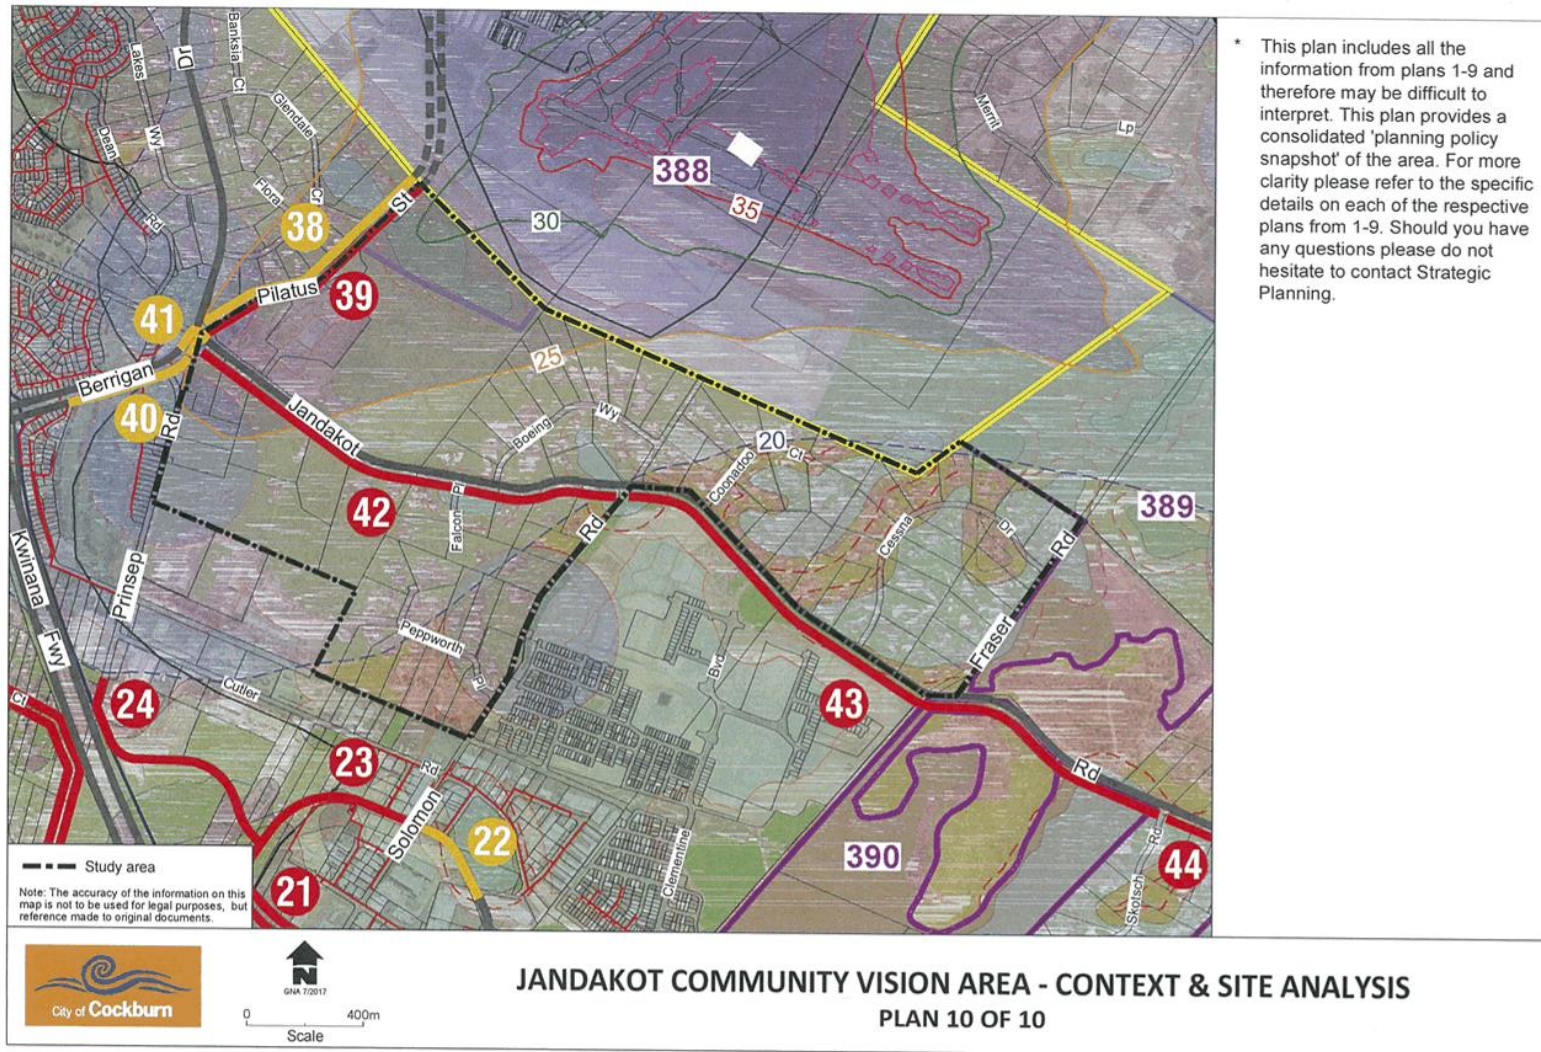 Banksia
Ct
Lakes
Wy
Dr
Glendale
Cr
Dean
Rd
Flora
38
St
Pilatus
39
41
Berrigan
40
Rd
388
35
30
25
Merrit
Lp
* This plan includes all the
information from plans 1-9 and
therefore may be difficult to
interpret. This plan provides a
consolidated 'planning policy
snapshot' of the area. For more
clarity please refer to the specific
details on each of the respective
plans from 1-9. Should you have
any questions please do not
hesitate to contact Strategic
Planning.
Jandakot
Boeing
Wy
20
Coonadoo
Ct
42
Falcon
Pl
Rd
Cessna
Dr
Rd
389
Kwinana
Fwy
Prinsep
Peppworth
Pl
Fraser
Bvd
43
Cutler
Ct
24
23
Rd
Solomon
22
21
Clementine
Rd
390
Skotsch
Rd
44
Study area
Note: The accuracy of the information on this
map is not to be used for legal purposes, but
reference made to original documents.
City of Cockburn
N
GNA 7/2017
0 400m
Scale
JANDAKOT COMMUNITY VISION AREA - CONTEXT & SITE ANALYSIS
PLAN 10 OF 10